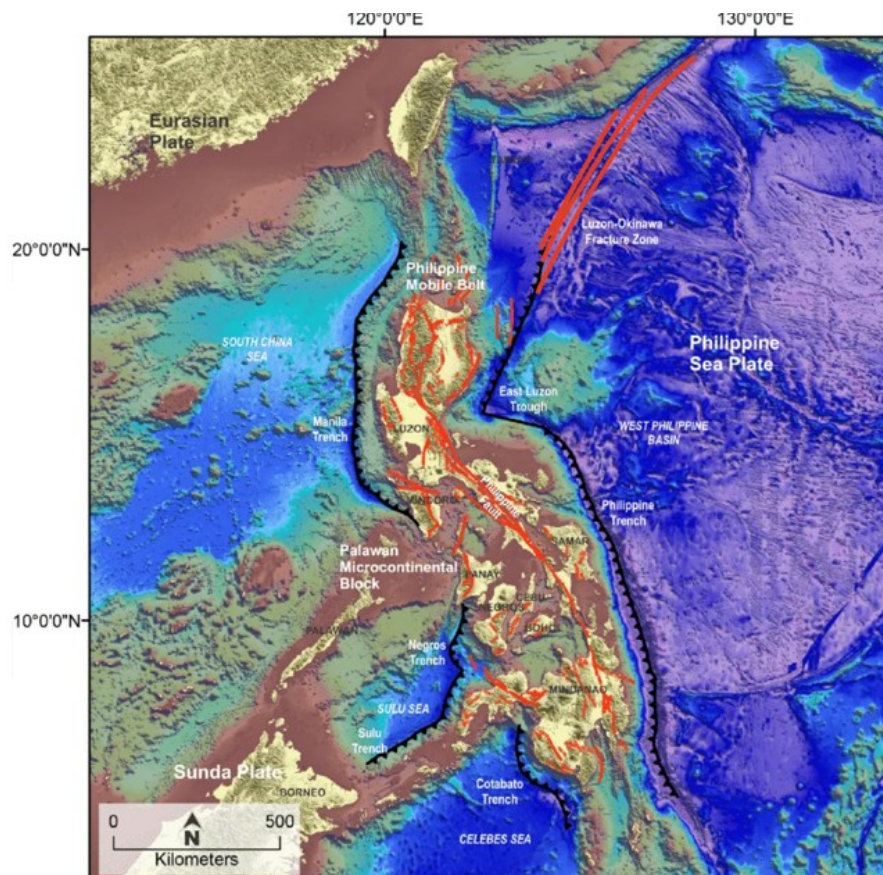 120°0'0"E
130°0'0"E
Eurasian
Plate
Luzon-Okinawa
Fracture Zone
20°0'0"N
Philippine
Mobile Belt
SOUTH CHINA
SEA
Philippine
Sea Plate
East Luzon
Trough
Manila
Trench
LUZON
WEST PHILIPPINE
BASIN
Philippine
Fault
MINDORO
Philippine
Trench
SAMAR
Palawan
Microcontinental
Block
PANAY
CEBU
NEGROS
10°0'0"N
BOHOL
PALAWAN
Negros
Trench
MINDANAO
SULU SEA
Sulu
Trench
Sunda Plate
BORNEO
Cotabato
Trench
0 500
N
Kilometers
CELEBES SEA